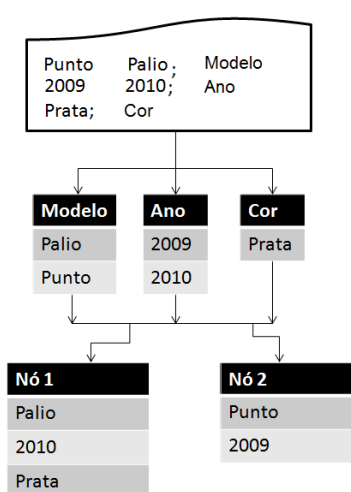 Punto Palio; Modelo
2009 2010; Ano
Prata; Cor
Modelo Ano Cor
Palio 2009 Prata
Punto 2010
Nó 1 Nó 2
Palio Punto
2010 2009
Prata